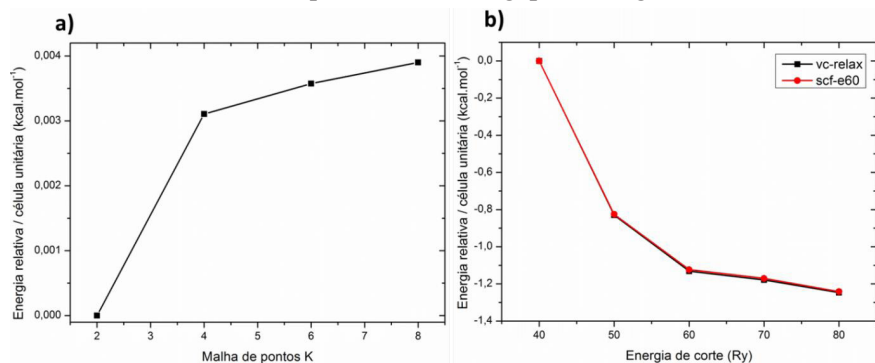 a)
Energia relativa / célula unitária (kcal.mol⁻¹)
0,004
0,003
0,002
0,001
0,000
2 3 4 5 6 7 8
Malha de pontos K
b)
Energia relativa / célula unitária (kcal.mol⁻¹)
vc-relax
scf-e60
0,0
-0,2
-0,4
-0,6
-0,8
-1,0
-1,2
-1,4
40 50 60 70 80
Energia de corte (Ry)